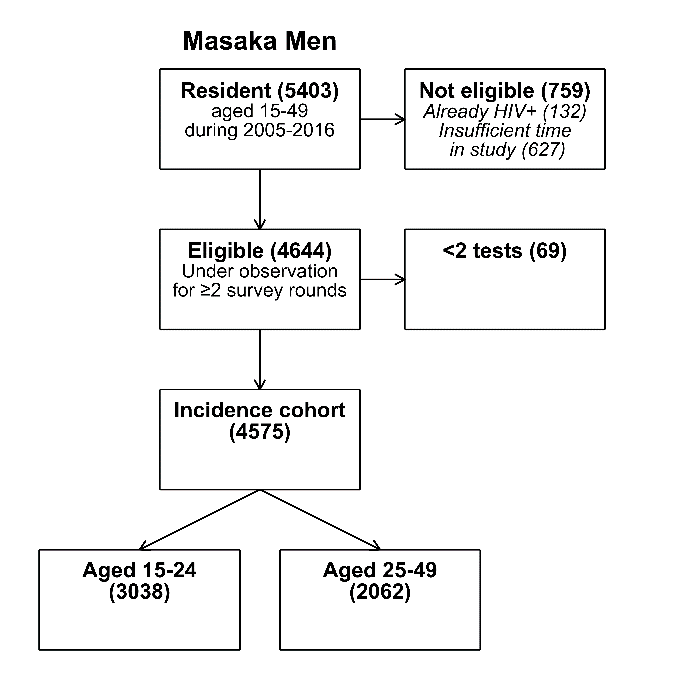 Masaka Men
Resident (5403)
aged 15-49
during 2005-2016
Not eligible (759)
Already HIV+ (132)
Insufficient time
in study (627)
Eligible (4644)
Under observation
for ≥2 survey rounds
<2 tests (69)
Incidence cohort
(4575)
Aged 15-24
(3038)
Aged 25-49
(2062)